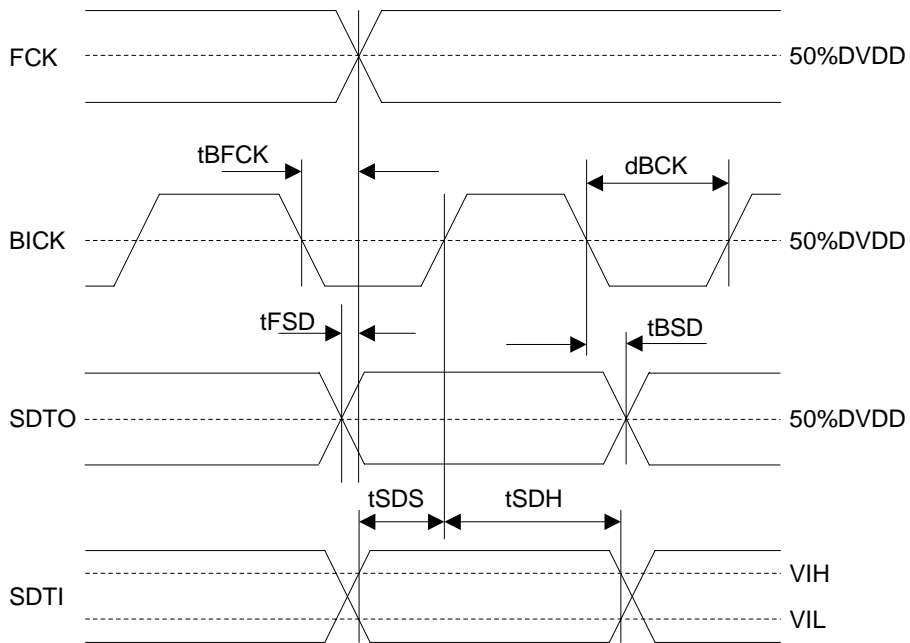 FCK
50%DVDD
tBFCK
dBCK
BICK
50%DVDD
tFSD
tBSD
SDTO
50%DVDD
tSDS
tSDH
SDTI
VIH
VIL